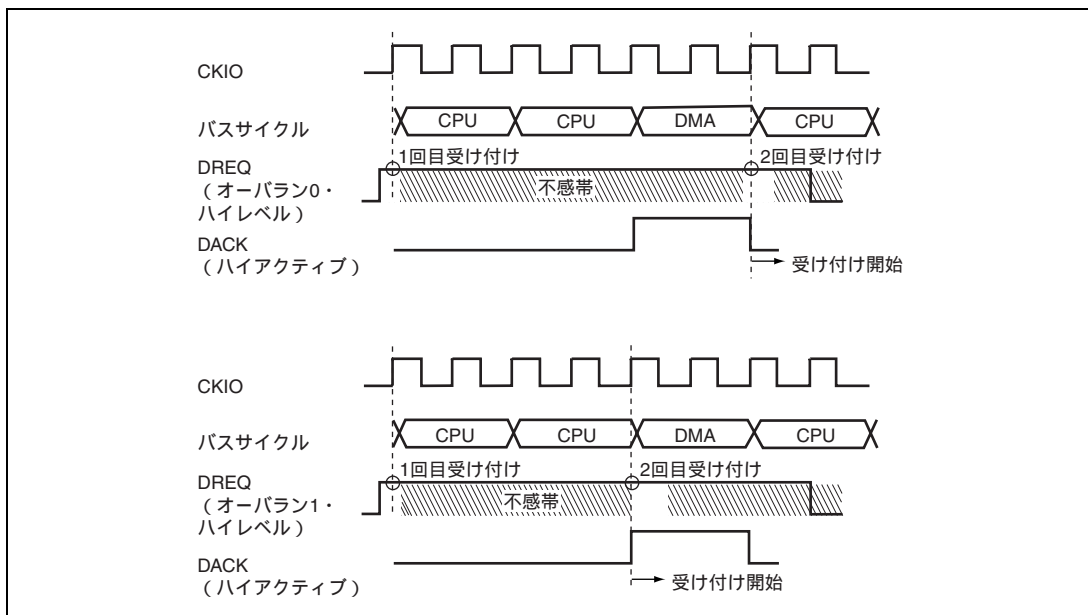 CKIO
バスサイクル
CPU CPU DMA CPU
DREQ
（オーバラン0・
ハイレベル）
1回目受け付け 2回目受け付け
不感帯
DACK
（ハイアクティブ）
受け付け開始
CKIO
バスサイクル
CPU CPU DMA CPU
DREQ
（オーバラン1・
ハイレベル）
1回目受け付け 2回目受け付け
不感帯
DACK
（ハイアクティブ）
受け付け開始